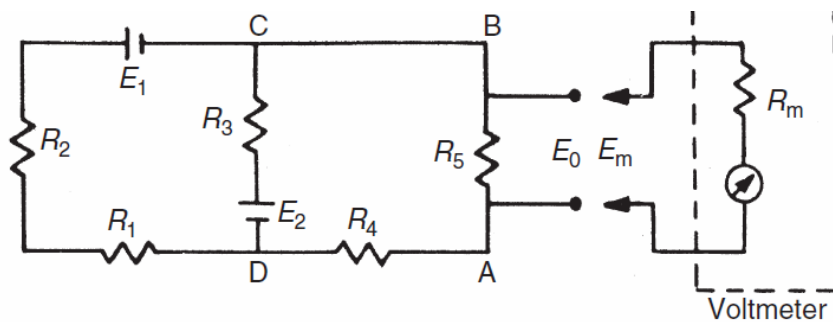 C B
E1
R2 R3 R5 E0 Em Rm
R1 E2 R4
D A
Voltmeter